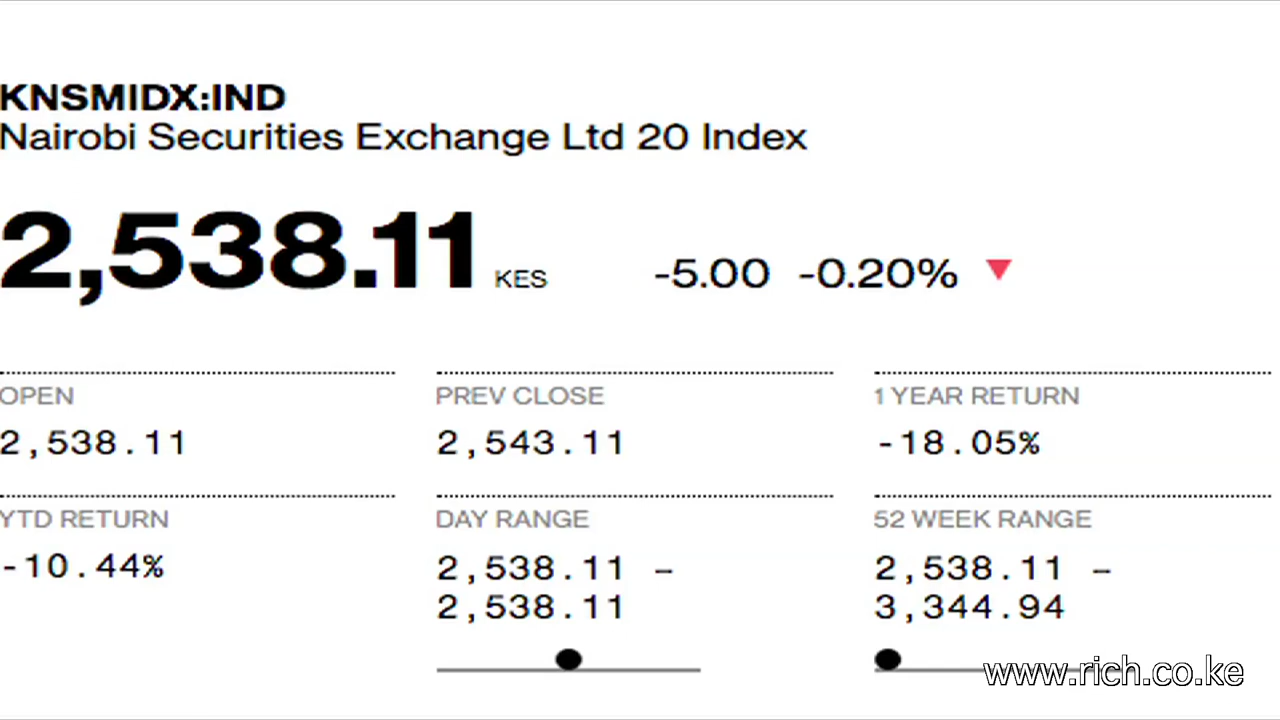 KNSMIDX:IND
Nairobi Securities Exchange Ltd 20 Index
2,538.11 KES -5.00 -0.20%
OPEN PREV CLOSE 1 YEAR RETURN
2,538.11 2,543.11 -18.05%
YTD RETURN DAY RANGE 52 WEEK RANGE
-10.44% 2,538.11 – 2,538.11 –
2,538.11 3,344.94
www.rich.co.ke